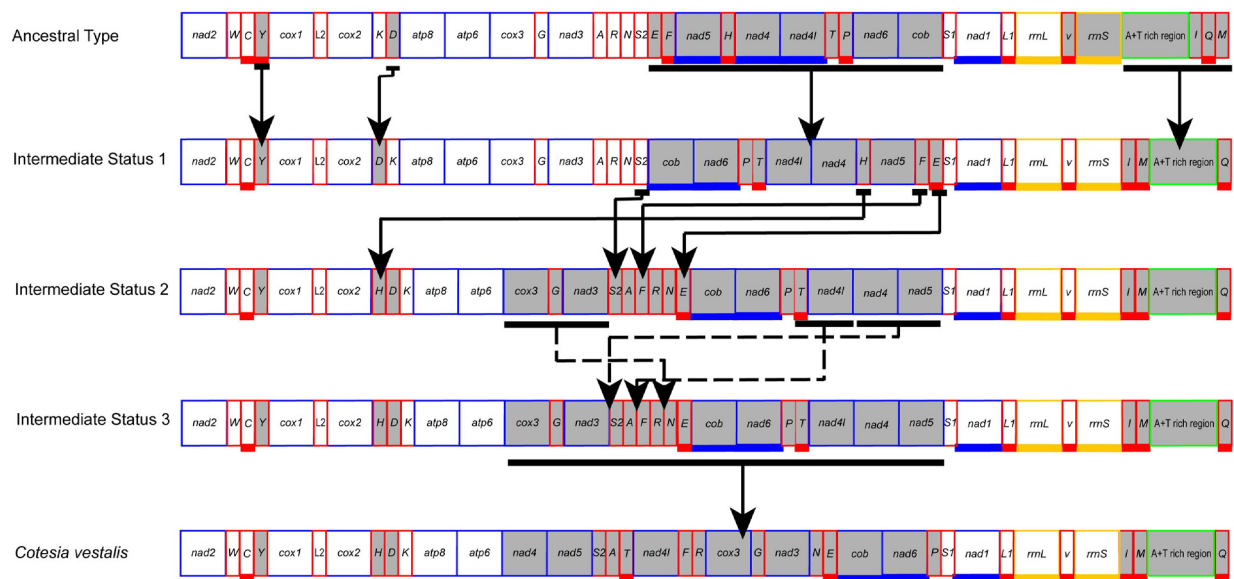 Ancestral Type nad2 W C Y cox1 L2 cox2 K D atp8 atp6 cox3 G nad3 A R N S2 E F nad5 H nad4 nad4l T P nad6 cob S1 nad1 L1 rrnL v rrnS A+T rich region I Q M
Intermediate Status 1 nad2 W C Y cox1 L2 cox2 D K atp8 atp6 cox3 G nad3 A R N S2 cob nad6 P T nad4l nad4 H nad5 F E S1 nad1 L1 rrnL v rrnS I M A+T rich region Q
Intermediate Status 2 nad2 W C Y cox1 L2 cox2 H D K atp8 atp6 cox3 G nad3 S2 A F R N E cob nad6 P T nad4l nad4 nad5 S1 nad1 L1 rrnL v rrnS I M A+T rich region Q
Intermediate Status 3 nad2 W C Y cox1 L2 cox2 H D K atp8 atp6 cox3 G nad3 S2 A F R N E cob nad6 P T nad4l nad4 nad5 S1 nad1 L1 rrnL v rrnS I M A+T rich region Q
Cotesia vestalis nad2 W C Y cox1 L2 cox2 H D K atp8 atp6 nad4 nad5 S2 A T nad4l F R cox3 G nad3 N E cob nad6 P S1 nad1 L1 rrnL v rrnS I M A+T rich region Q